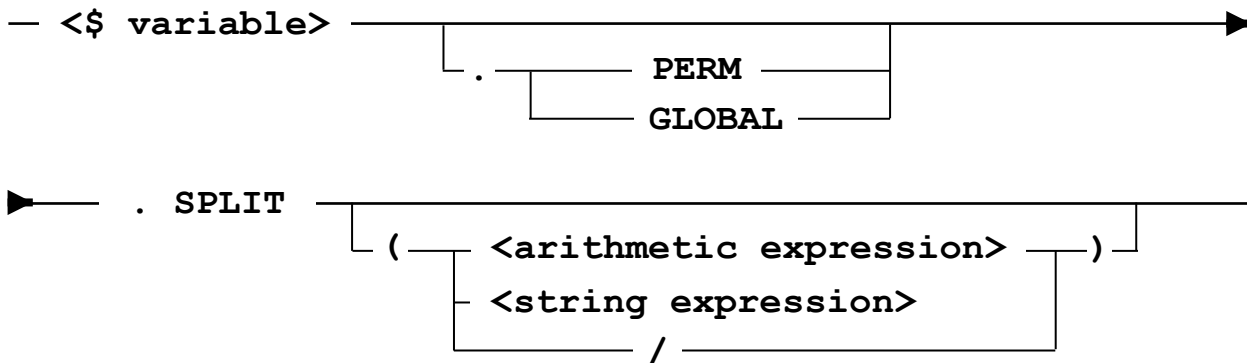 <$ variable>
. PERM
GLOBAL
. SPLIT
( <arithmetic expression> )
<string expression>
/